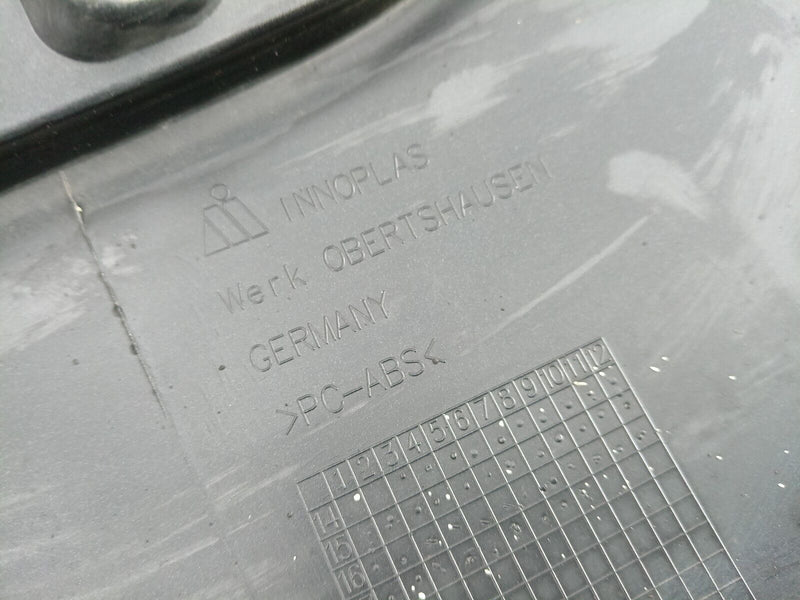 INNOPLAS
Werk OBERTSHAUSEN
GERMANY
>PC-ABS<
1 2 3 4 5 6 7 8 9 10 11 12
14
15
16